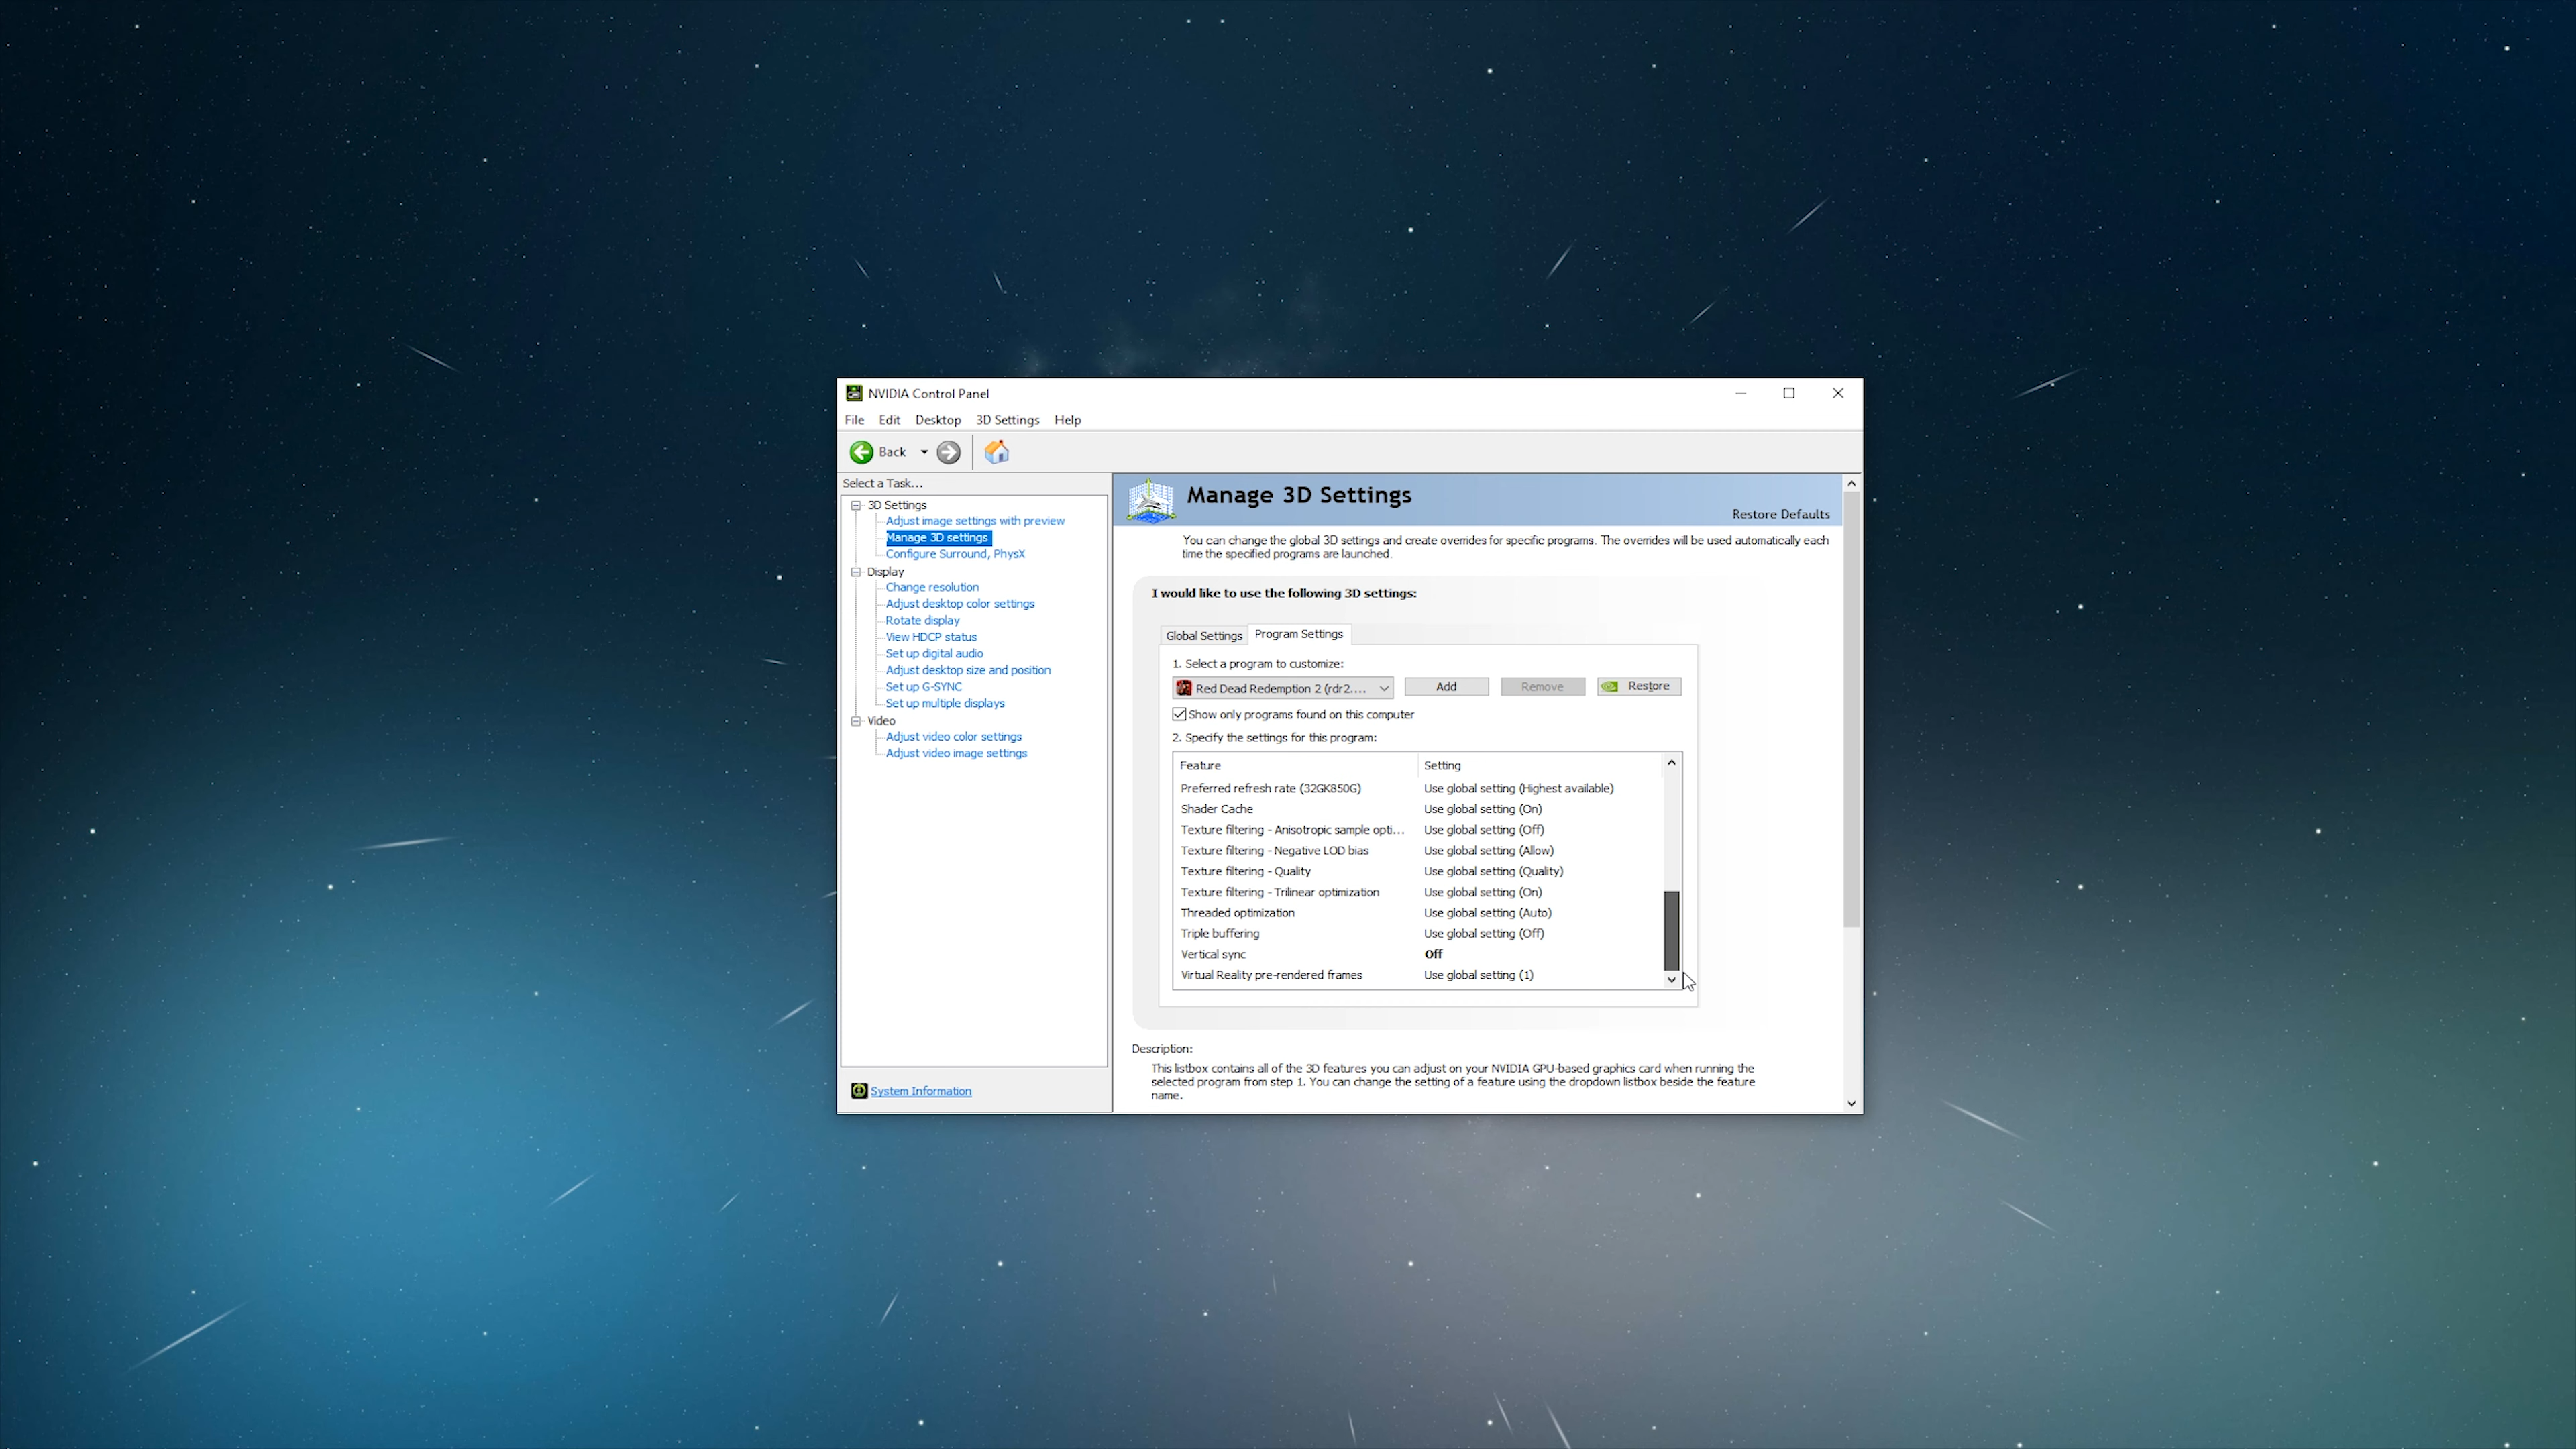 NVIDIA Control Panel
File Edit Desktop 3D Settings Help
Back
Select a Task...
3D Settings
Adjust image settings with preview
Manage 3D settings
Configure Surround, PhysX
Display
Change resolution
Adjust desktop color settings
Rotate display
View HDCP status
Set up digital audio
Adjust desktop size and position
Set up G-SYNC
Set up multiple displays
Video
Adjust video color settings
Adjust video image settings
System Information
Manage 3D Settings
Restore Defaults
You can change the global 3D settings and create overrides for specific programs. The overrides will be used automatically each
time the specified programs are launched.
I would like to use the following 3D settings:
Global Settings Program Settings
1. Select a program to customize:
Red Dead Redemption 2 (rdr2.... Add Remove Restore
Show only programs found on this computer
2. Specify the settings for this program:
Feature Setting
Preferred refresh rate (32GK850G) Use global setting (Highest available)
Shader Cache Use global setting (On)
Texture filtering - Anisotropic sample opti... Use global setting (Off)
Texture filtering - Negative LOD bias Use global setting (Allow)
Texture filtering - Quality Use global setting (Quality)
Texture filtering - Trilinear optimization Use global setting (On)
Threaded optimization Use global setting (Auto)
Triple buffering Use global setting (Off)
Vertical sync Off
Virtual Reality pre-rendered frames Use global setting (1)
Description:
This listbox contains all of the 3D features you can adjust on your NVIDIA GPU-based graphics card when running the
selected program from step 1. You can change the setting of a feature using the dropdown listbox beside the feature
name.